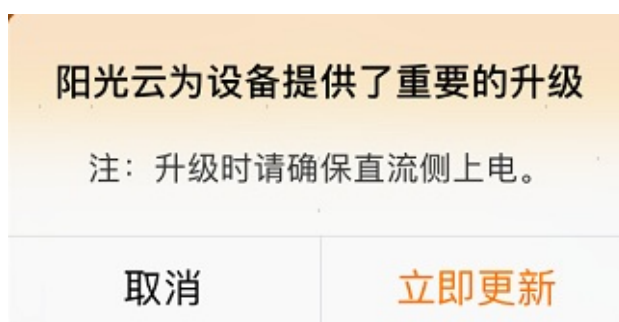 阳光云为设备提供了重要的升级
注：升级时请确保直流侧上电。
取消
立即更新